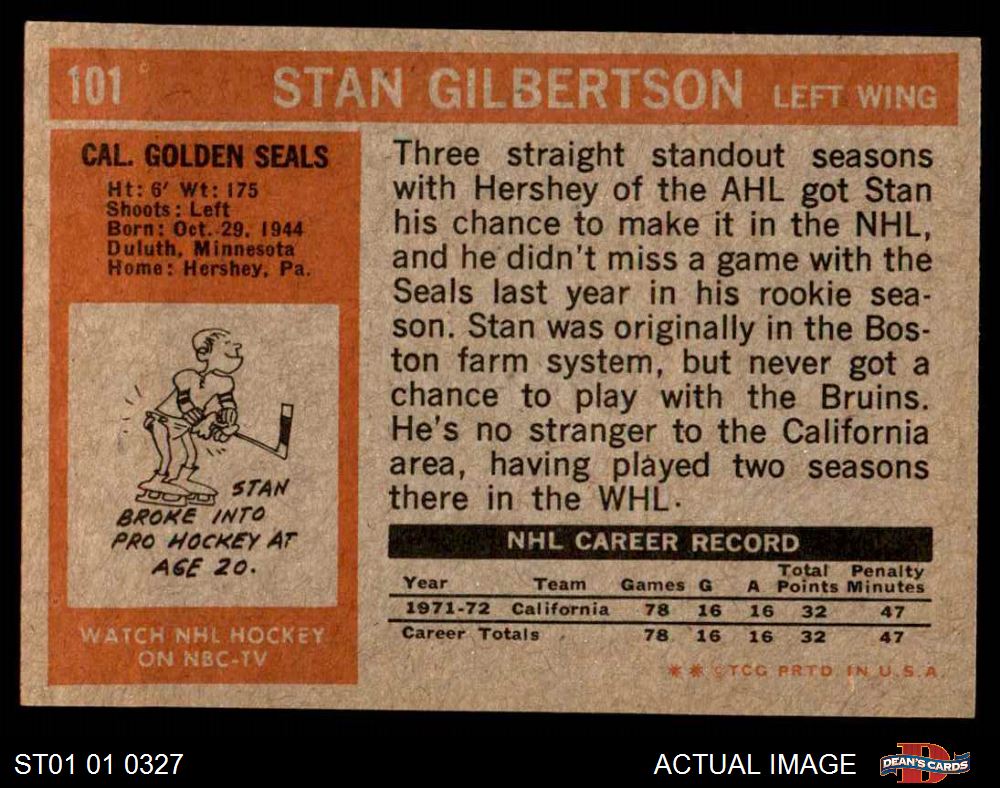 101 STAN GILBERTSON LEFT WING
CAL. GOLDEN SEALS
Ht: 6' Wt: 175
Shoots: Left
Born: Oct. 29, 1944
Duluth, Minnesota
Home: Hershey, Pa.
STAN
BROKE INTO
PRO HOCKEY AT
AGE 20.
WATCH NHL HOCKEY
ON NBC-TV
Three straight standout seasons
with Hershey of the AHL got Stan
his chance to make it in the NHL,
and he didn't miss a game with the
Seals last year in his rookie sea-
son. Stan was originally in the Bos-
ton farm system, but never got a
chance to play with the Bruins.
He's no stranger to the California
area, having played two seasons
there in the WHL.
NHL CAREER RECORD
Year Team Games G A Total Points Penalty Minutes
1971-72 California 78 16 16 32 47
Career Totals 78 16 16 32 47
** ©TCG PRTD IN U.S.A.
ST01 01 0327 ACTUAL IMAGE D DEAN'S CARDS